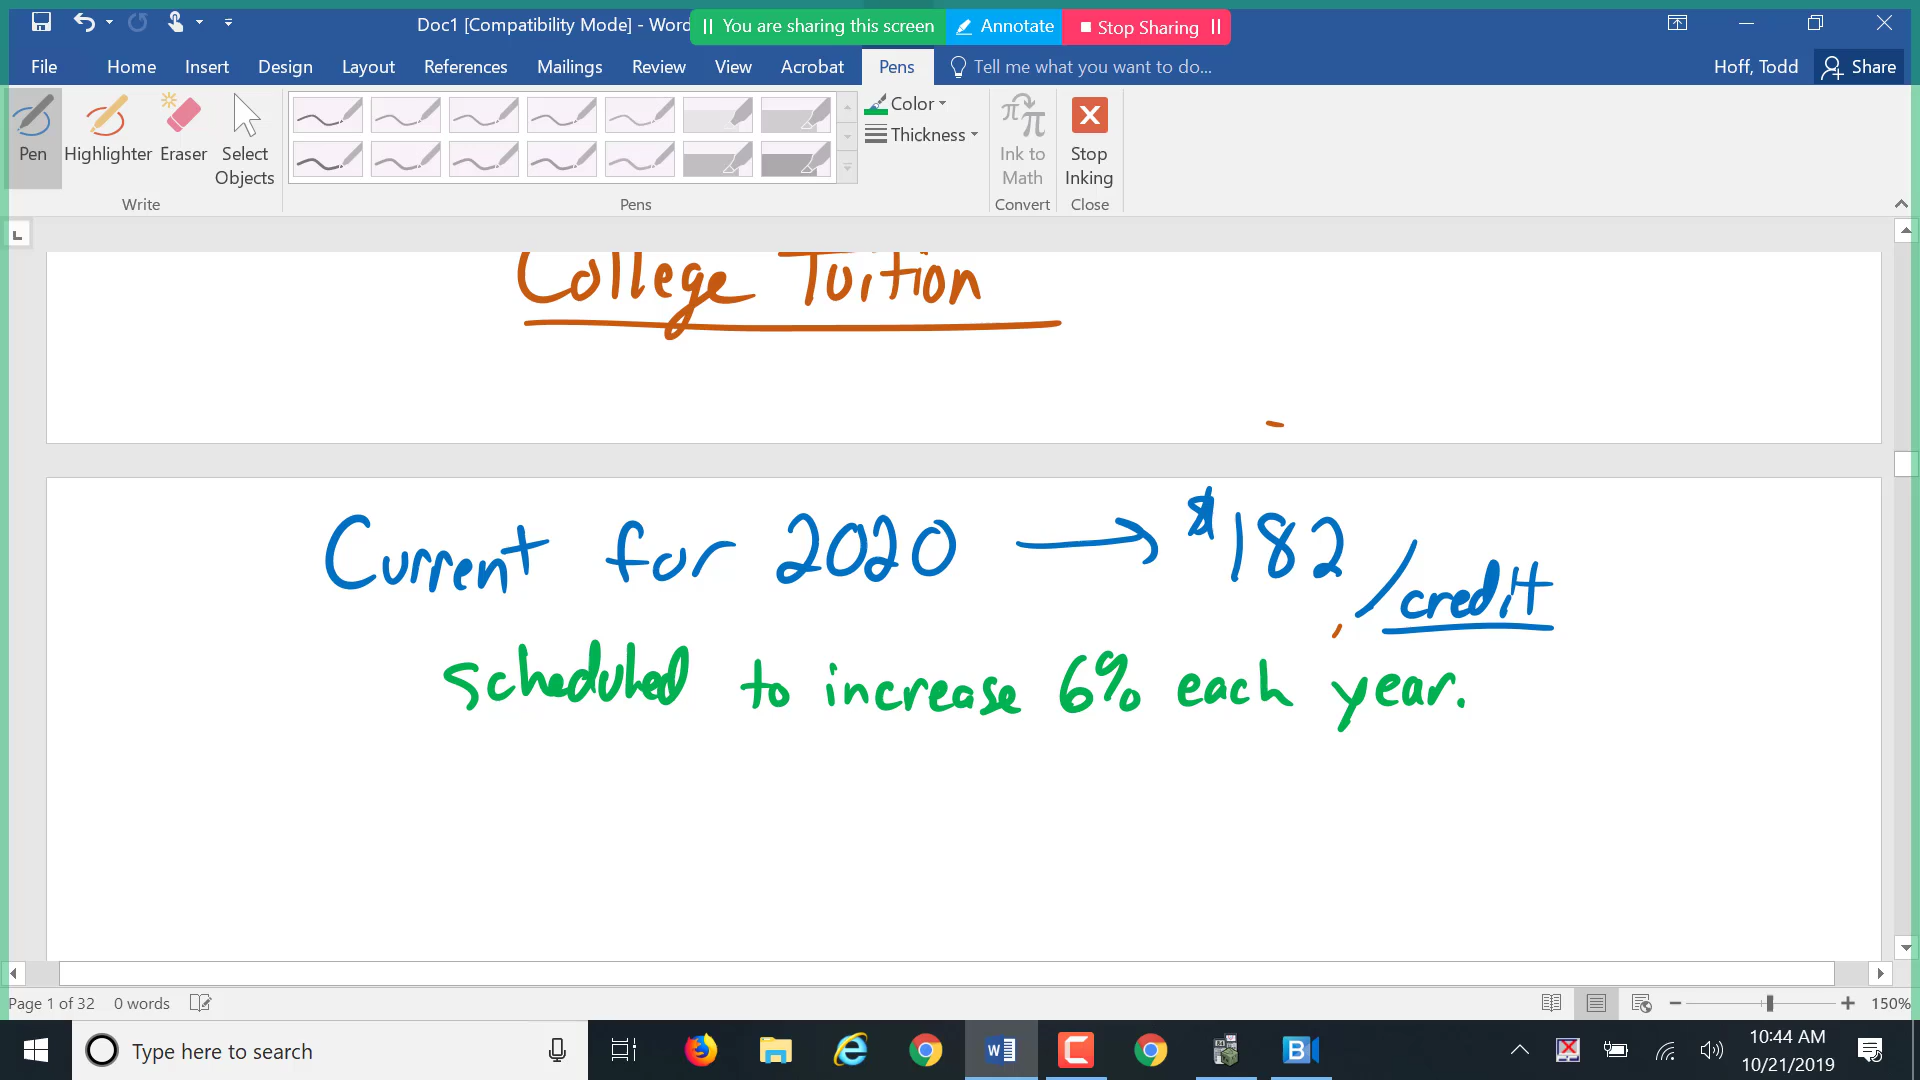 Doc1 [Compatibility Mode] - Word
You are sharing this screen
Annotate
Stop Sharing
File Home Insert Design Layout References Mailings Review View Acrobat Pens Tell me what you want to do... Hoff, Todd Share
Pen Highlighter Eraser Select Objects
Color
Thickness
Ink to Math
Stop Inking
Write Pens Convert Close
College Tuition
Current for 2020 → $182 /credit
scheduled to increase 6% each year.
Page 1 of 32 0 words 150%
Type here to search
10:44 AM
10/21/2019